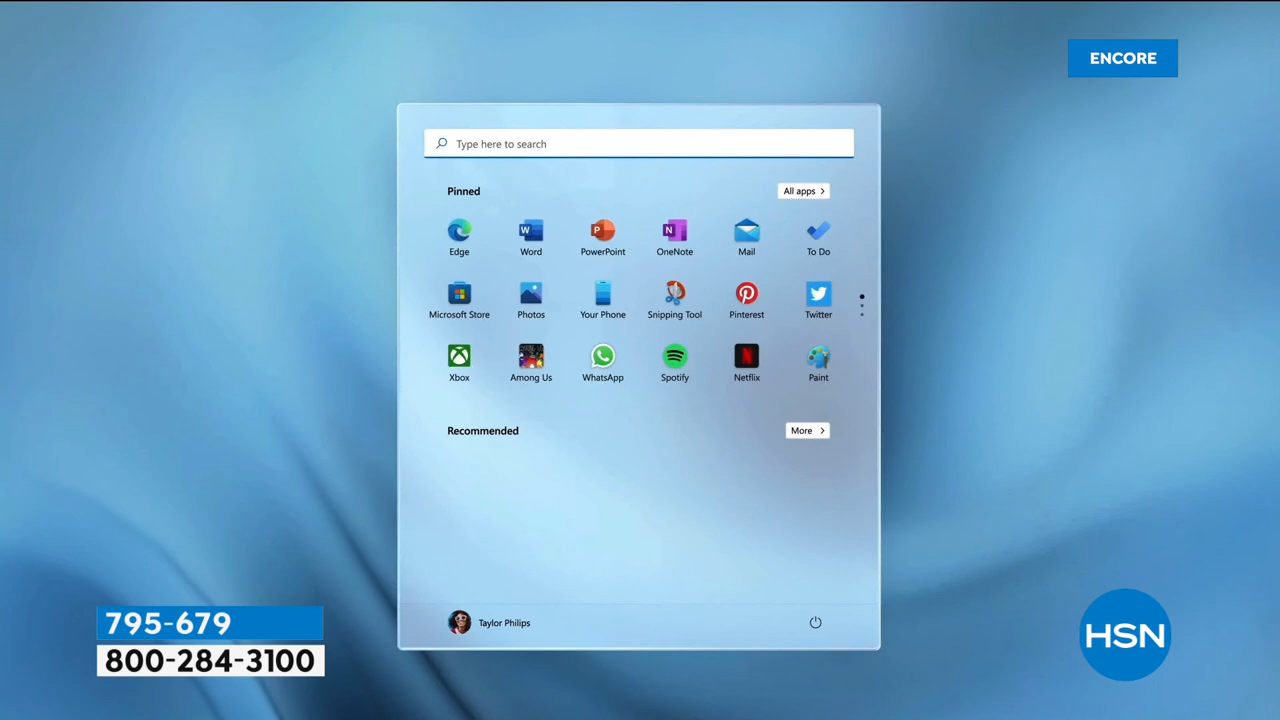 ENCORE
Type here to search
Pinned
All apps
Edge
Word
PowerPoint
OneNote
Mail
To Do
Microsoft Store
Photos
Your Phone
Snipping Tool
Pinterest
Twitter
Xbox
Among Us
WhatsApp
Spotify
Netflix
Paint
Recommended
More
Taylor Philips
795-679
800-284-3100
HSN